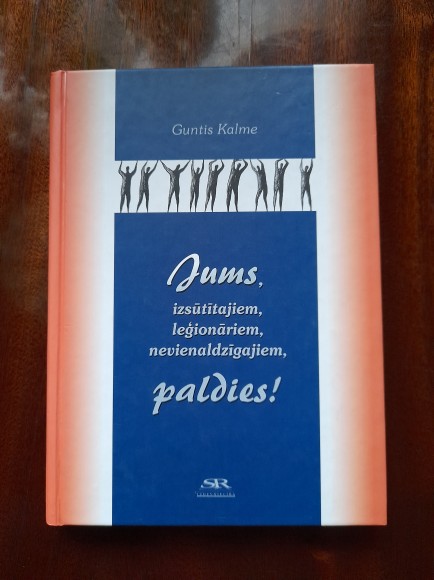 Guntis Kalme
Jums,
izsūtītajiem,
leģionāriem,
nevienaldzīgajiem,
paldies!
SR